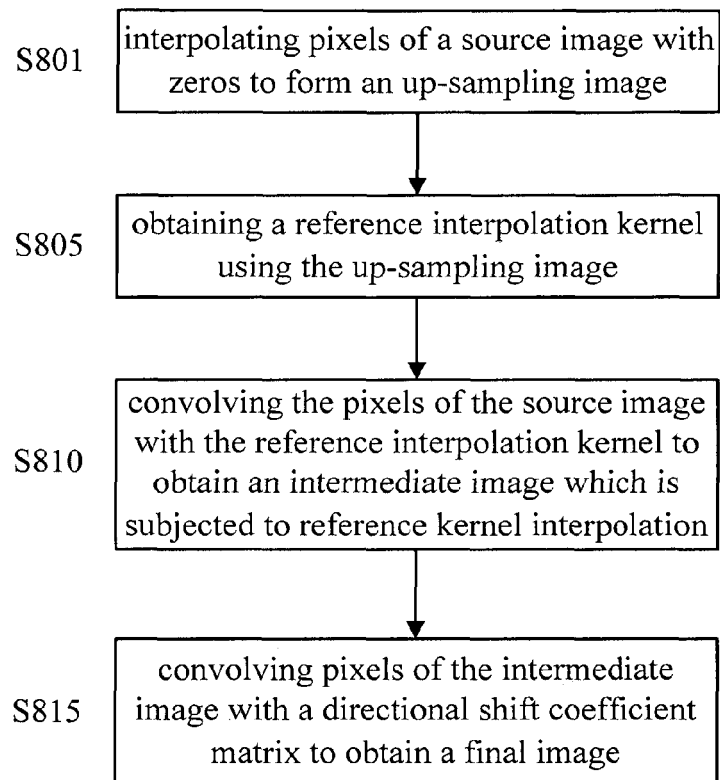 S801
interpolating pixels of a source image with
zeros to form an up-sampling image
S805
obtaining a reference interpolation kernel
using the up-sampling image
S810
convolving the pixels of the source image
with the reference interpolation kernel to
obtain an intermediate image which is
subjected to reference kernel interpolation
S815
convolving pixels of the intermediate
image with a directional shift coefficient
matrix to obtain a final image